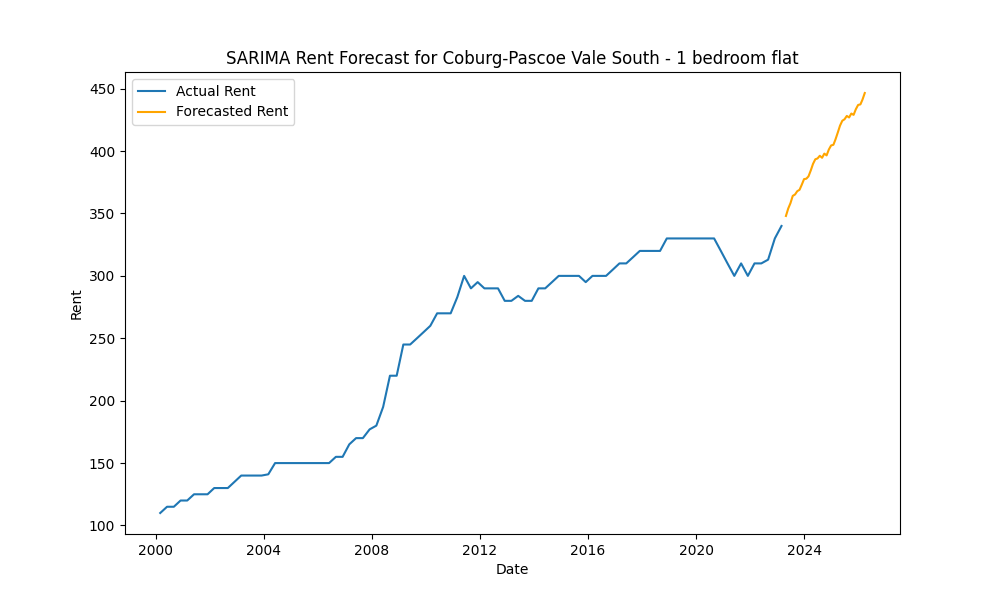 SARIMA Rent Forecast for Coburg-Pascoe Vale South - 1 bedroom flat
Actual Rent
Forecasted Rent
450
400
350
300
250
200
150
100
Rent
2000 2004 2008 2012 2016 2020 2024
Date